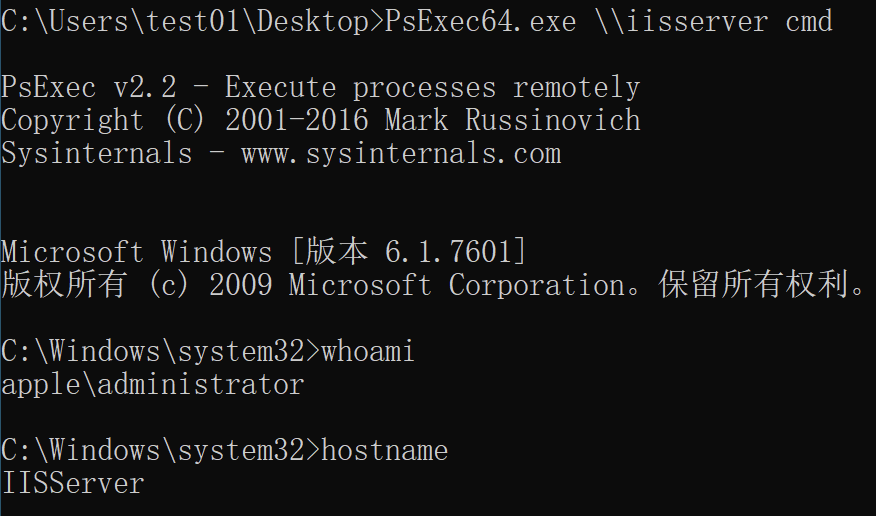 C:\Users\test01\Desktop>PsExec64.exe \\iisserver cmd
PsExec v2.2 - Execute processes remotely
Copyright (C) 2001-2016 Mark Russinovich
Sysinternals - www.sysinternals.com
Microsoft Windows [版本 6.1.7601]
版权所有 (c) 2009 Microsoft Corporation。保留所有权利。
C:\Windows\system32>whoami
apple\administrator
C:\Windows\system32>hostname
IISServer